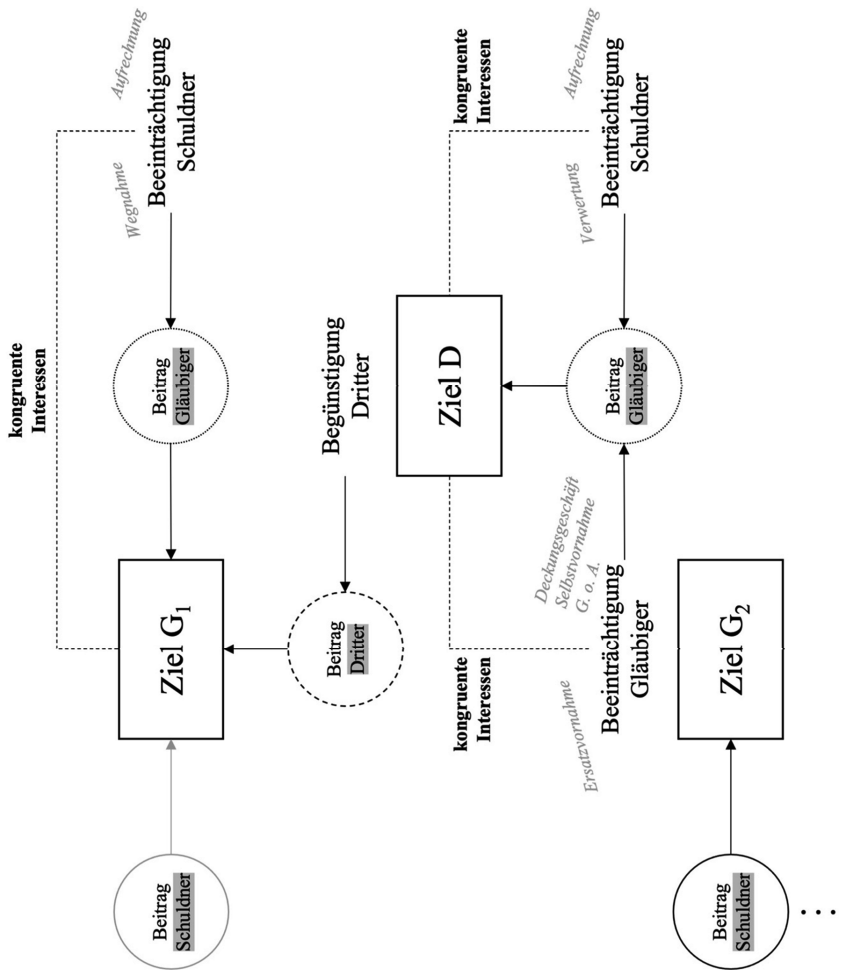 kongruente
Interessen
Wegnahme
Aufrechnung
Beitrag
Schuldner
Ziel G₁
Beitrag
Gläubiger
Beeinträchtigung
Schuldner
Beitrag
Dritter
Begünstigung
Dritter
kongruente
Interessen
Ziel D
kongruente
Interessen
Ersatzvornahme
Deckungsgeschäft
Selbstvornahme
G. o. A.
Verwertung
Aufrechnung
Beeinträchtigung
Gläubiger
Beitrag
Gläubiger
Beeinträchtigung
Schuldner
Beitrag
Schuldner
Ziel G₂
...